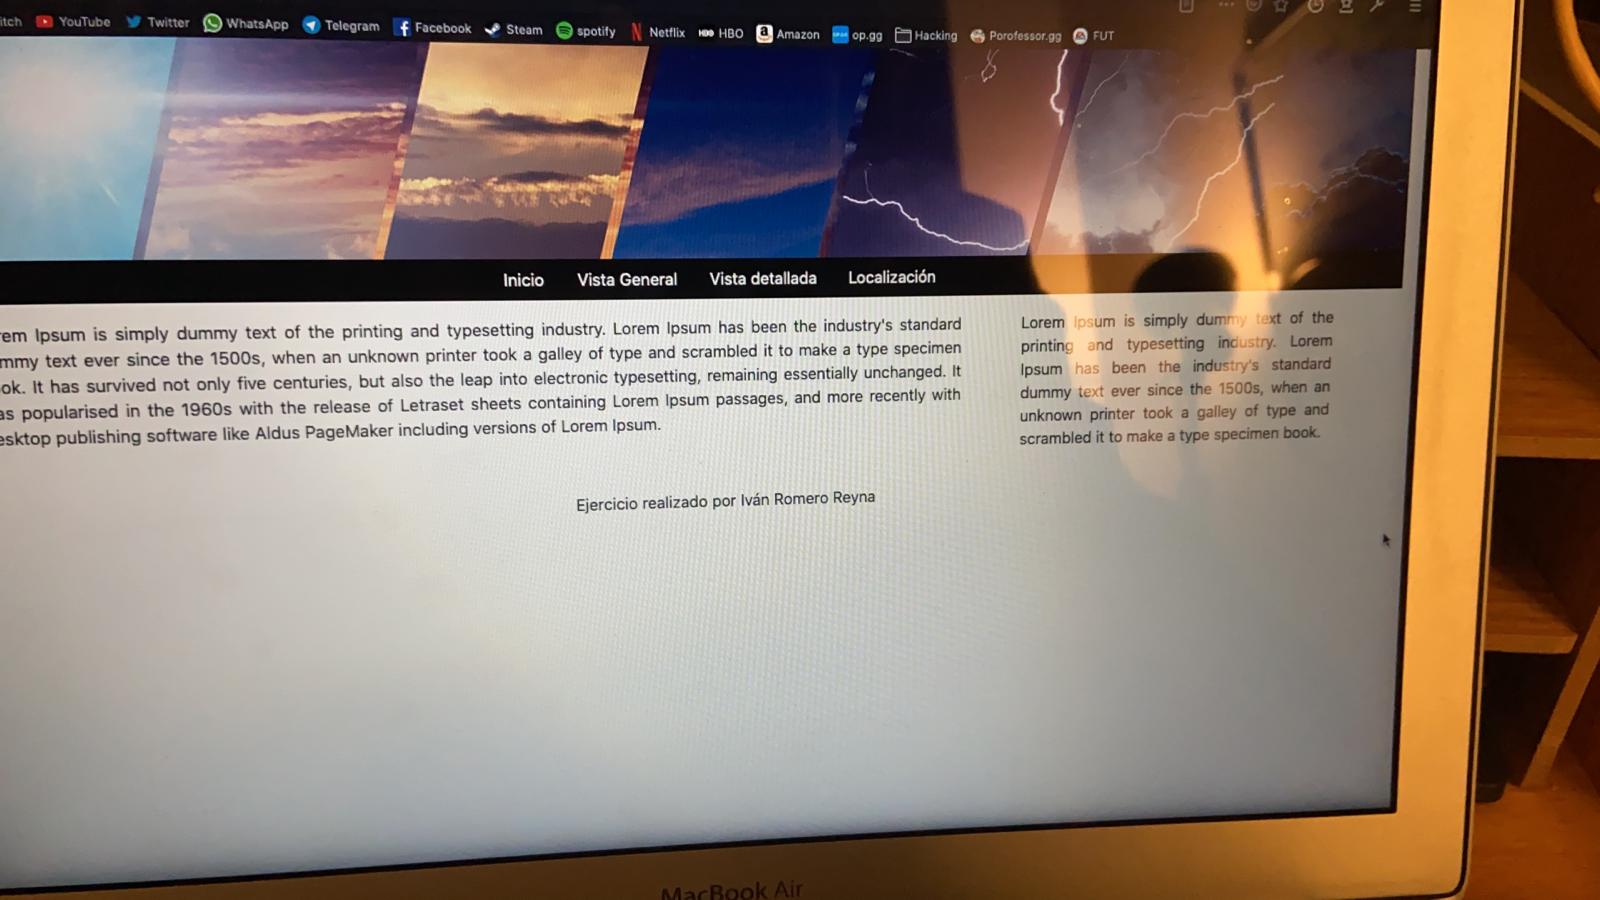 itch YouTube Twitter WhatsApp Telegram Facebook Steam spotify Netflix HBO HBO Amazon op.gg Hacking Porofessor.gg FUT
Inicio Vista General Vista detallada Localización
rem Ipsum is simply dummy text of the printing and typesetting industry. Lorem Ipsum has been the industry's standard
mmy text ever since the 1500s, when an unknown printer took a galley of type and scrambled it to make a type specimen
ok. It has survived not only five centuries, but also the leap into electronic typesetting, remaining essentially unchanged. It
as popularised in the 1960s with the release of Letraset sheets containing Lorem Ipsum passages, and more recently with
esktop publishing software like Aldus PageMaker including versions of Lorem Ipsum.
Lorem Ipsum is simply dummy text of the
printing and typesetting industry. Lorem
Ipsum has been the industry's standard
dummy text ever since the 1500s, when an
unknown printer took a galley of type and
scrambled it to make a type specimen book.
Ejercicio realizado por Iván Romero Reyna
MacBook Air